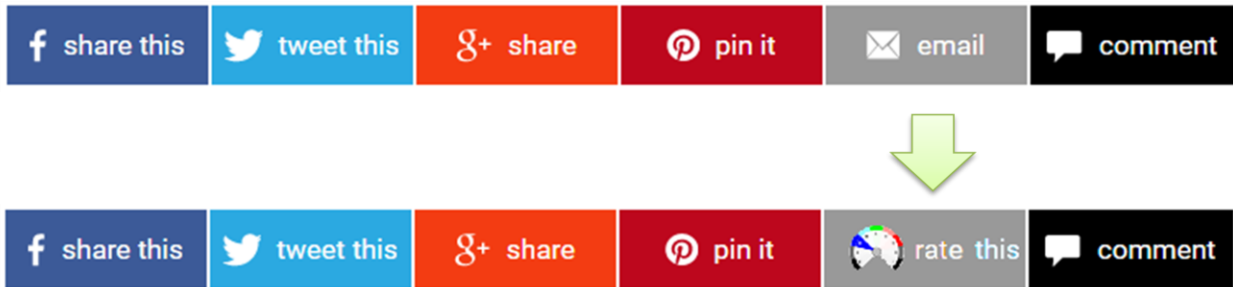 f share this tweet this g+ share pin it email comment
f share this tweet this g+ share pin it rate this comment